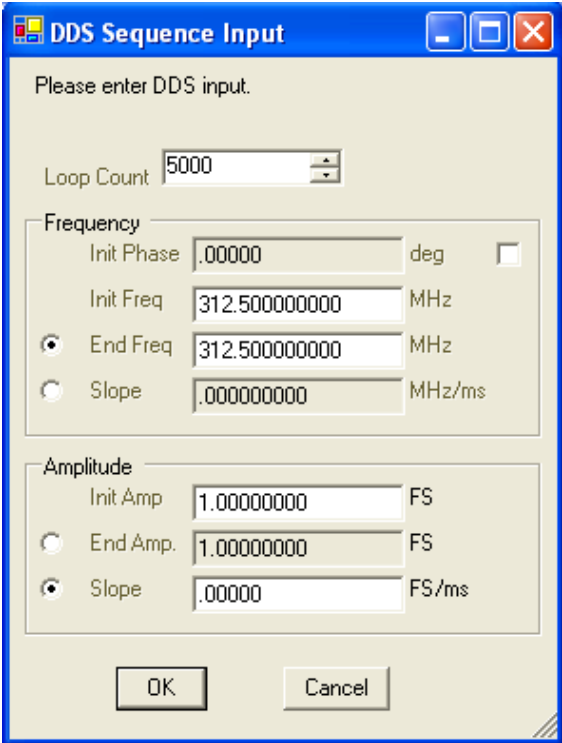 DDS Sequence Input
Please enter DDS input.
Loop Count 5000
Frequency
Init Phase .00000 deg
Init Freq 312.500000000 MHz
End Freq 312.500000000 MHz
Slope .000000000 MHz/ms
Amplitude
Init Amp 1.00000000 FS
End Amp. 1.00000000 FS
Slope .00000 FS/ms
OK Cancel